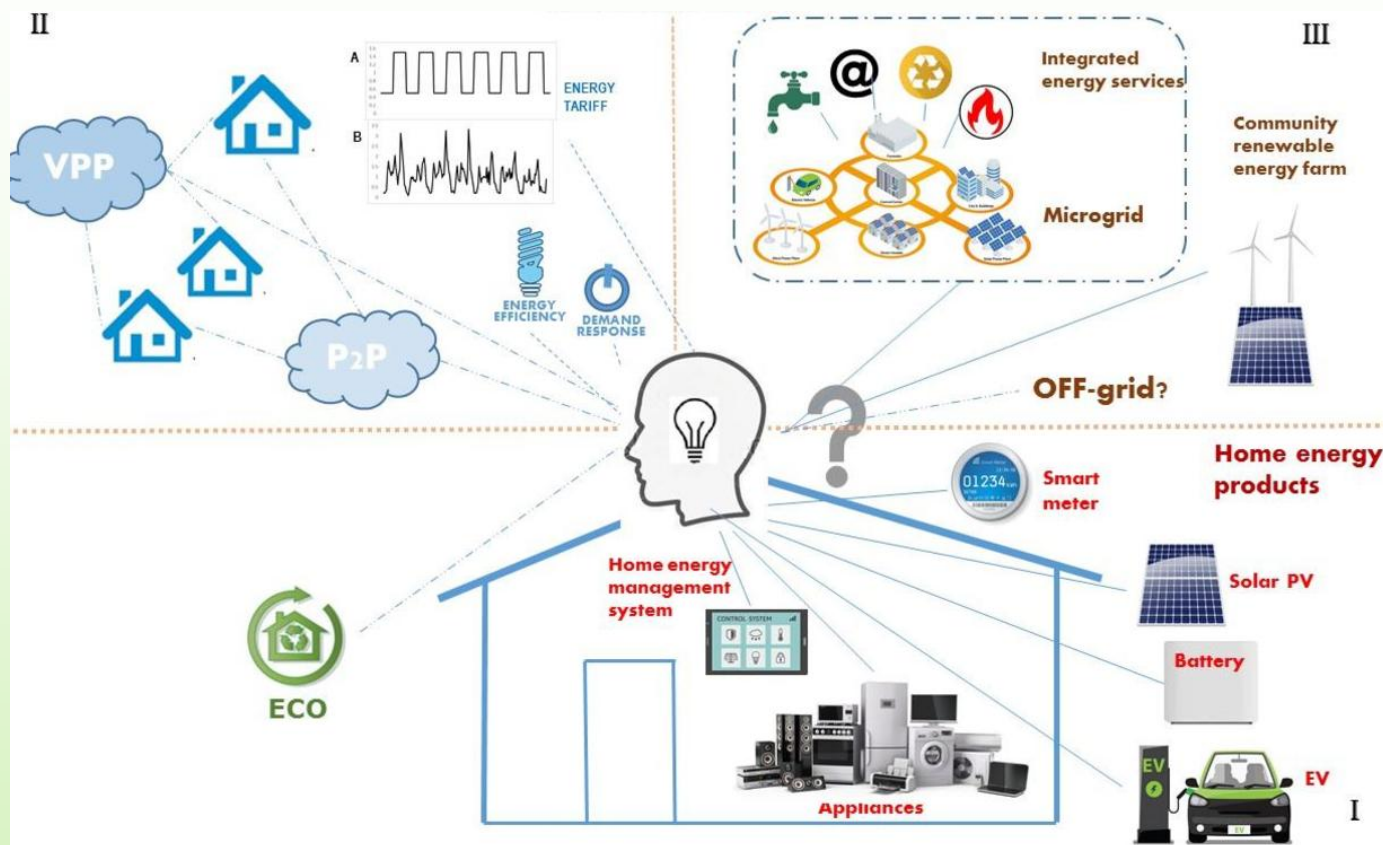 II
A
ENERGY
TARIFF
B
VPP
P2P
ENERGY
EFFICIENCY
DEMAND
RESPONSE
III
@
Integrated
energy services
Microgrid
Community
renewable
energy farm
OFF-grid?
?
Home energy
products
Smart
meter
01234
Solar PV
Battery
EV
EV
EV
I
Home energy
management
system
CONTROL SYSTEM
Appliances
ECO